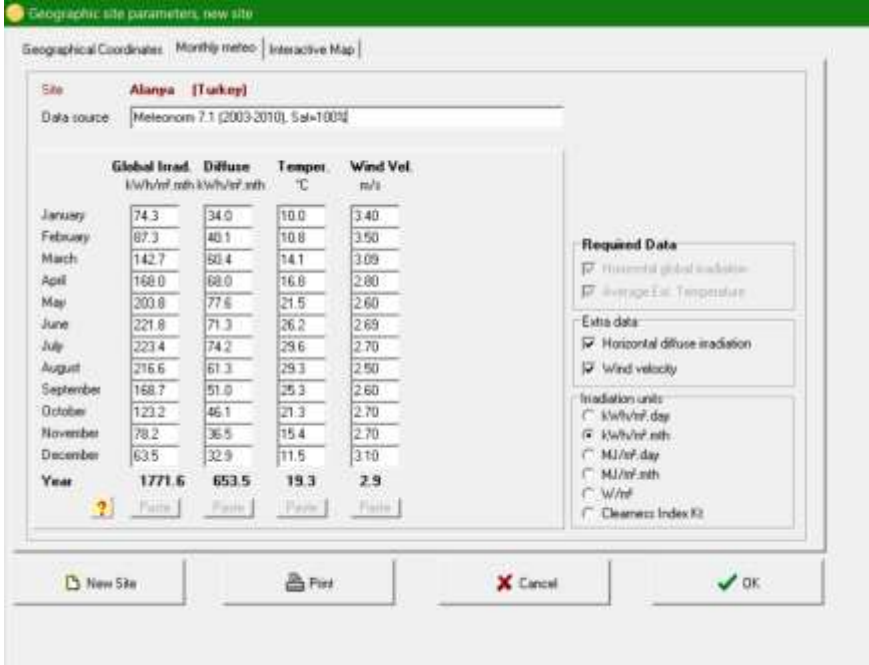 Geographic site parameters, new site
Geographical Coordinates Monthly meteo Interactive Map
Site Alanya (Turkey)
Data source Meteonorm 7.1 (2003-2010), Sat=100%
Global Irrad. Diffuse Temper. Wind Vel.
kWh/m².mth kWh/m².mth °C m/s
January 74.3 34.0 10.0 3.40
February 87.3 40.1 10.8 3.50
March 142.7 60.4 14.1 3.09
April 168.0 68.0 16.8 2.80
May 203.8 77.6 21.5 2.60
June 221.8 71.3 26.2 2.69
July 223.4 74.2 29.6 2.70
August 216.6 61.3 29.3 2.50
September 168.7 51.0 25.3 2.60
October 123.2 46.1 21.3 2.70
November 78.2 36.5 15.4 2.70
December 63.5 32.9 11.5 3.10
Year 1771.6 653.5 19.3 2.9
? Paste Paste Paste Paste
Required Data
Horizontal global irradiation
Average Ext. Temperature
Extra data
Horizontal diffuse irradiation
Wind velocity
Irradiation units
kWh/m².day
kWh/m².mth
MJ/m².day
MJ/m².mth
W/m²
Clearness Index Kt
New Site Print Cancel OK